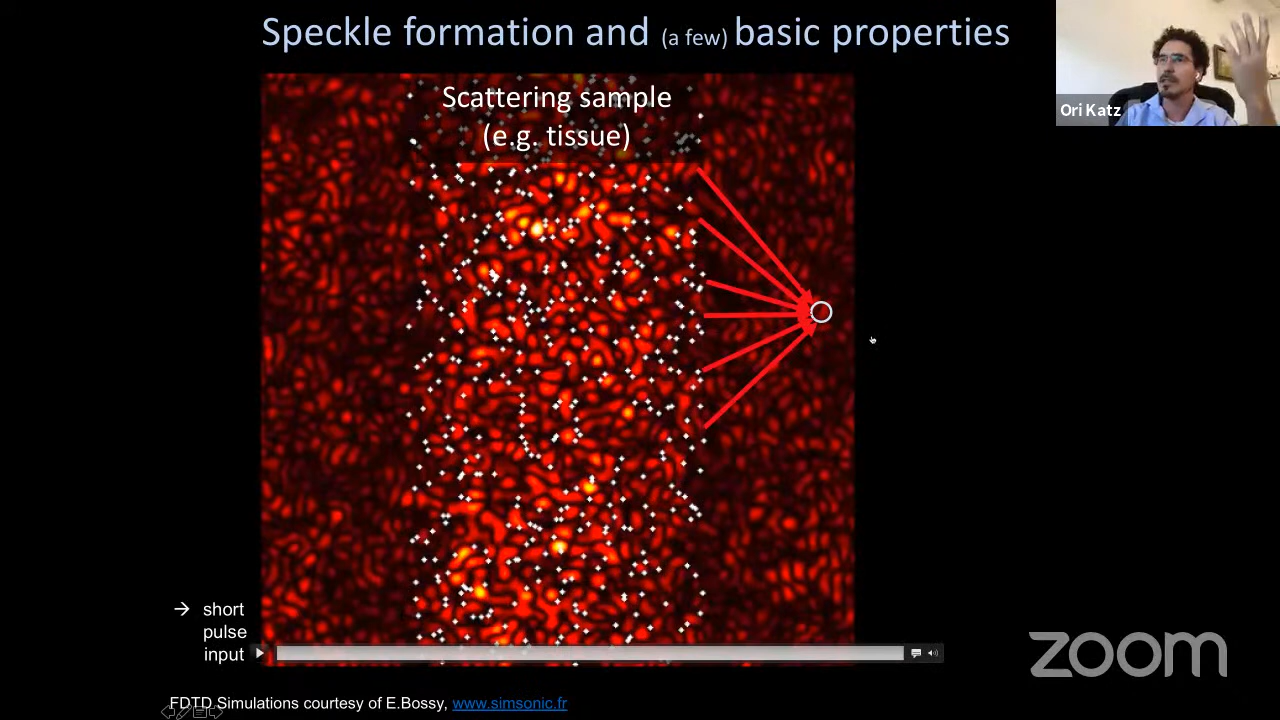 Speckle formation and (a few) basic properties
Ori Katz
Scattering sample
(e.g. tissue)
→ short
pulse
input
zoom
FDTD Simulations courtesy of E.Bossy, www.simsonic.fr